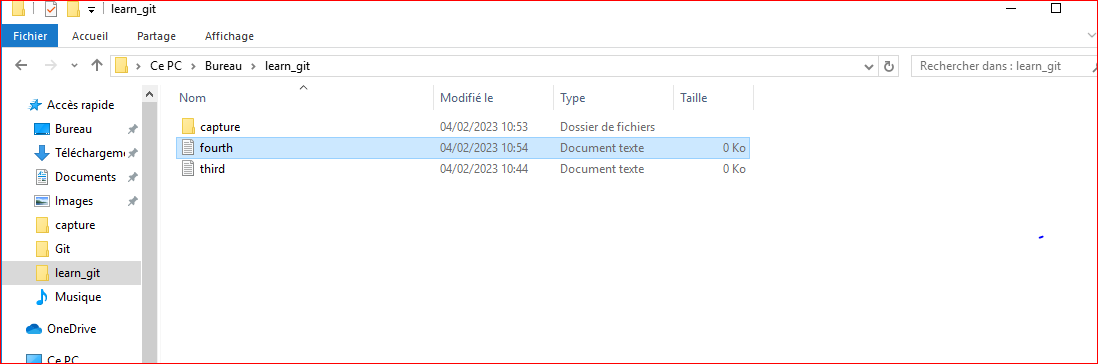 learn_git
Fichier Accueil Partage Affichage
Ce PC Bureau learn_git Rechercher dans : learn_git
Nom Modifié le Type Taille
Accès rapide
Bureau
Téléchargem
Documents
Images
capture
Git
learn_git
Musique
OneDrive
Ce PC
capture 04/02/2023 10:53 Dossier de fichiers
fourth 04/02/2023 10:54 Document texte 0 Ko
third 04/02/2023 10:44 Document texte 0 Ko